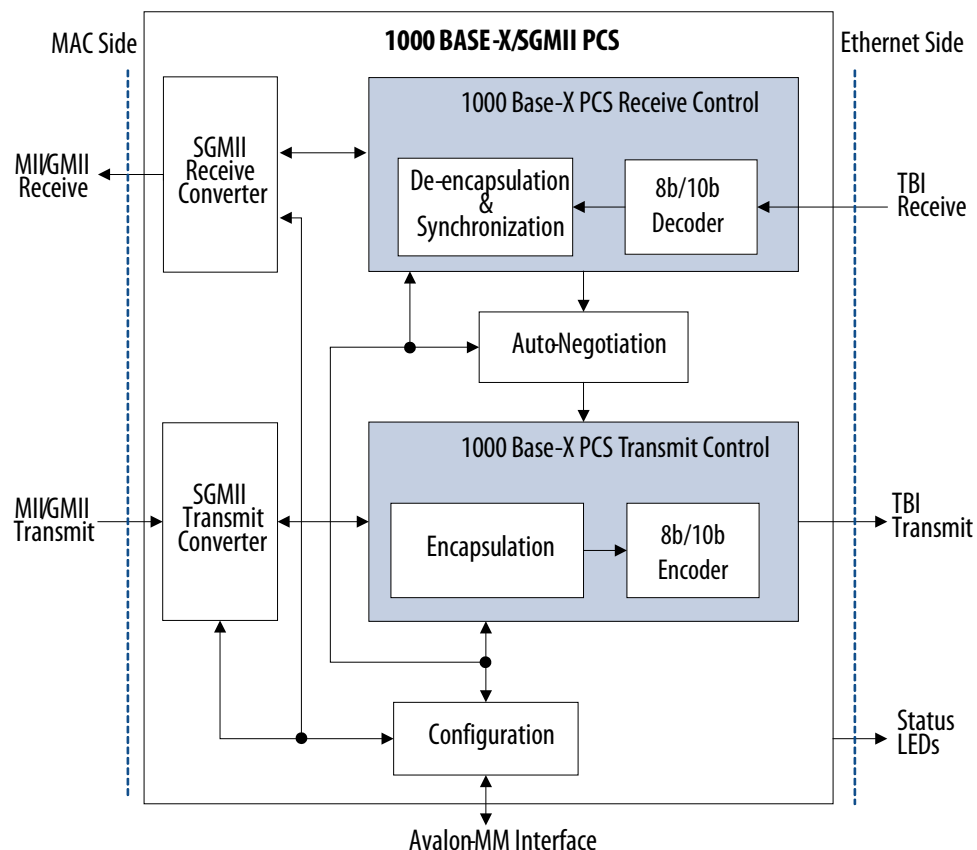 MAC Side
1000 BASE-X/SGMII PCS
Ethernet Side
1000 Base-X PCS Receive Control
MII/GMII
Receive
SGMII
Receive
Converter
De-encapsulation
&
Synchronization
8b/10b
Decoder
TBI
Receive
Auto-Negotiation
1000 Base-X PCS Transmit Control
MII/GMII
Transmit
SGMII
Transmit
Converter
Encapsulation
8b/10b
Encoder
TBI
Transmit
Configuration
Status
LEDs
Avalon-MM Interface